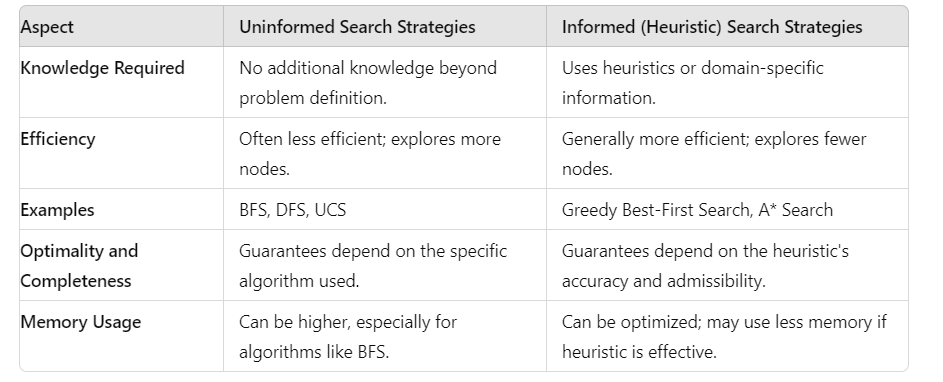 Aspect Uninformed Search Strategies Informed (Heuristic) Search Strategies
Knowledge Required No additional knowledge beyond Uses heuristics or domain-specific
problem definition. information.
Efficiency Often less efficient; explores more Generally more efficient; explores fewer
nodes. nodes.
Examples BFS, DFS, UCS Greedy Best-First Search, A* Search
Optimality and Guarantees depend on the specific Guarantees depend on the heuristic's
Completeness algorithm used. accuracy and admissibility.
Memory Usage Can be higher, especially for Can be optimized; may use less memory if
algorithms like BFS. heuristic is effective.